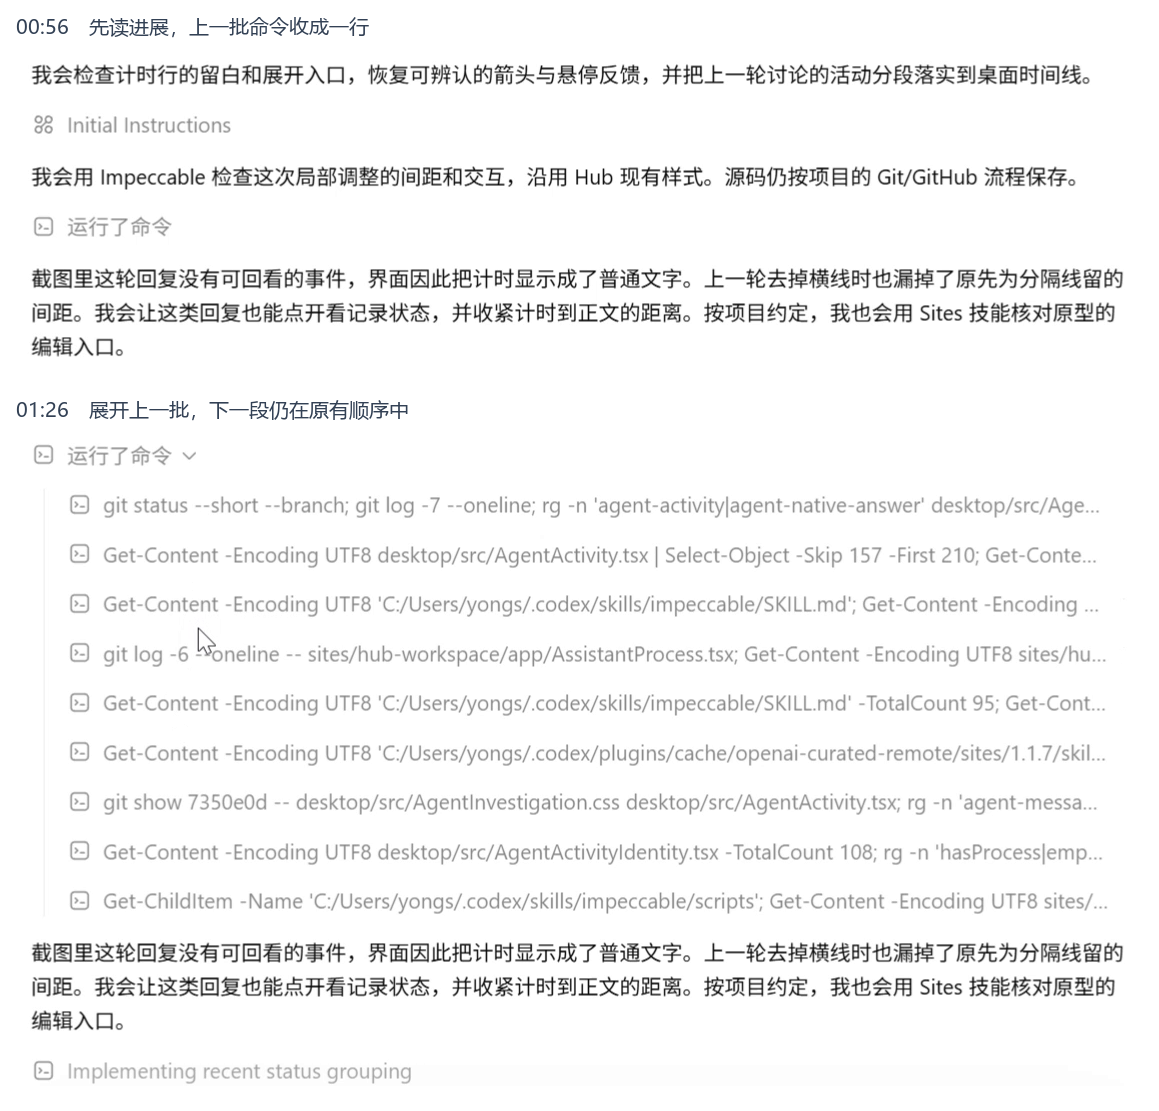 00:56 先读进展，上一批命令收成一行
我会检查计时行的留白和展开入口，恢复可辨认的箭头与悬停反馈，并把上一轮讨论的活动分段落实到桌面时间线。
Initial Instructions
我会用 Impeccable 检查这次局部调整的间距和交互，沿用 Hub 现有样式。源码仍按项目的 Git/GitHub 流程保存。
运行了命令
截图里这轮回复没有可回看的事件，界面因此把计时显示成了普通文字。上一轮去掉横线时也漏掉了原先为分隔线留的
间距。我会让这类回复也能点开看记录状态，并收紧计时到正文的距离。按项目约定，我也会用 Sites 技能核对原型的
编辑入口。
01:26 展开上一批，下一段仍在原有顺序中
运行了命令
git status --short --branch; git log -7 --oneline; rg -n 'agent-activity|agent-native-answer' desktop/src/Age...
Get-Content -Encoding UTF8 desktop/src/AgentActivity.tsx | Select-Object -Skip 157 -First 210; Get-Conte...
Get-Content -Encoding UTF8 'C:/Users/yongs/.codex/skills/impeccable/SKILL.md'; Get-Content -Encoding ...
git log -6 --oneline -- sites/hub-workspace/app/AssistantProcess.tsx; Get-Content -Encoding UTF8 sites/hu...
Get-Content -Encoding UTF8 'C:/Users/yongs/.codex/skills/impeccable/SKILL.md' -TotalCount 95; Get-Cont...
Get-Content -Encoding UTF8 'C:/Users/yongs/.codex/plugins/cache/openai-curated-remote/sites/1.1.7/skil...
git show 7350e0d -- desktop/src/AgentInvestigation.css desktop/src/AgentActivity.tsx; rg -n 'agent-messa...
Get-Content -Encoding UTF8 desktop/src/AgentActivityIdentity.tsx -TotalCount 108; rg -n 'hasProcess|emp...
Get-ChildItem -Name 'C:/Users/yongs/.codex/skills/impeccable/scripts'; Get-Content -Encoding UTF8 sites/...
截图里这轮回复没有可回看的事件，界面因此把计时显示成了普通文字。上一轮去掉横线时也漏掉了原先为分隔线留的
间距。我会让这类回复也能点开看记录状态，并收紧计时到正文的距离。按项目约定，我也会用 Sites 技能核对原型的
编辑入口。
Implementing recent status grouping